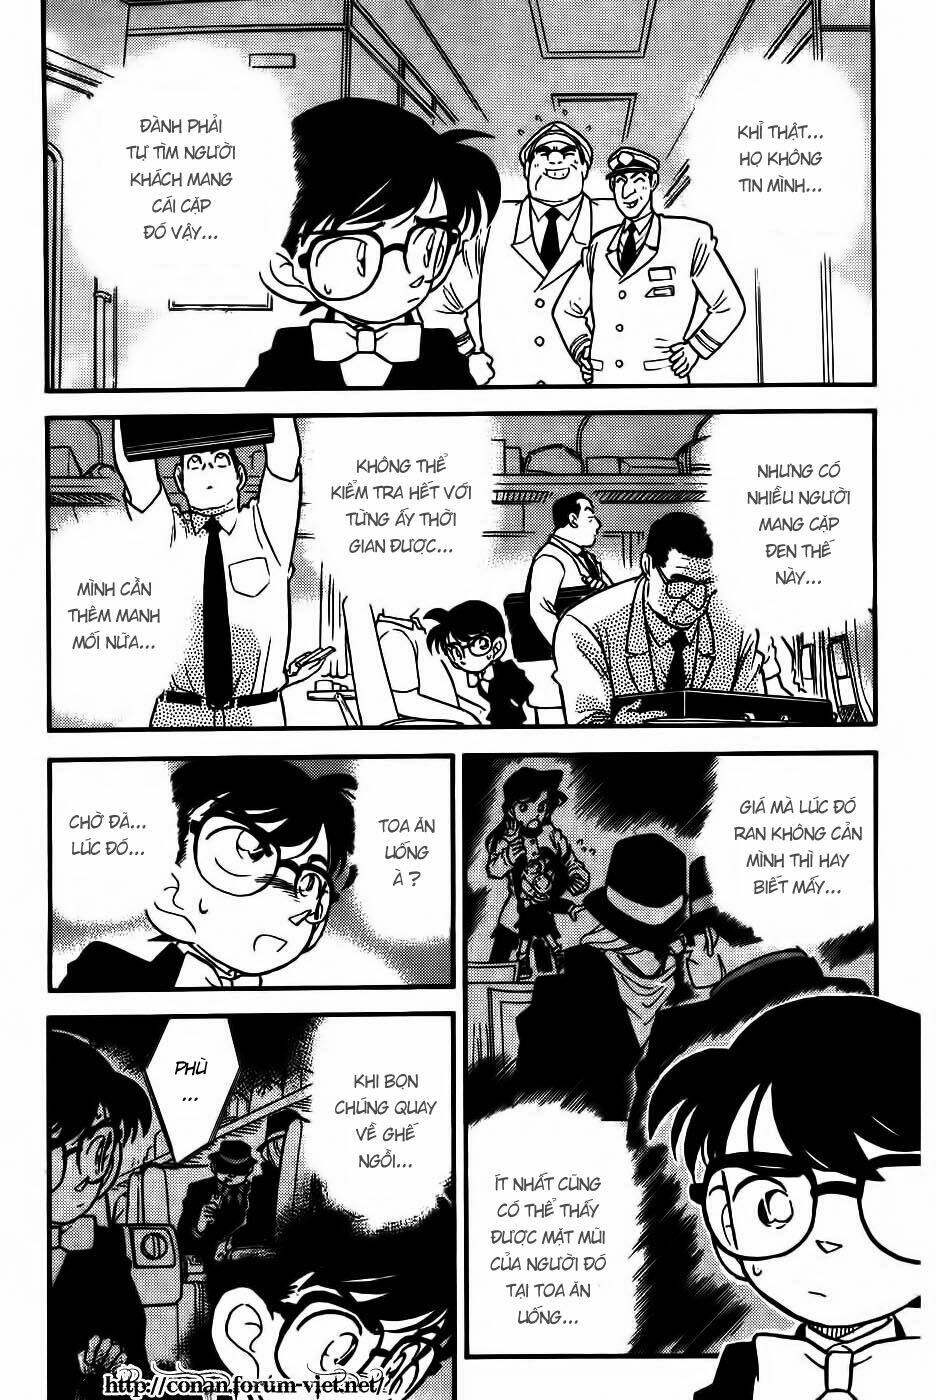 KHỈ THẬT...
HỌ KHÔNG
TIN MÌNH...
ĐÀNH PHẢI
TỰ TÌM NGƯỜI
KHÁCH MANG
CÁI CẶP
ĐÓ VẬY...
NHƯNG CÓ
NHIỀU NGƯỜI
MANG CẶP
ĐEN THẾ
NÀY...
KHÔNG THỂ
KIỂM TRA HẾT VỚI
TỪNG ẤY THỜI
GIAN ĐƯỢC...
MÌNH CẦN
THÊM MANH
MỐI NỮA...
GIÁ MÀ LÚC ĐÓ
RAN KHÔNG CẢN
MÌNH THÌ HAY
BIẾT MẤY...
ÍT NHẤT CŨNG
CÓ THỂ THẤY
ĐƯỢC MẶT MŨI
CỦA NGƯỜI ĐÓ
TẠI TOA ĂN
UỐNG...
TOA ĂN
UỐNG
À ?
CHỜ ĐÃ...
LÚC ĐÓ...
KHI BỌN
CHÚNG QUAY
VỀ GHẾ
NGỒI...
PHÙ
...
http://conan.forum-viet.net/